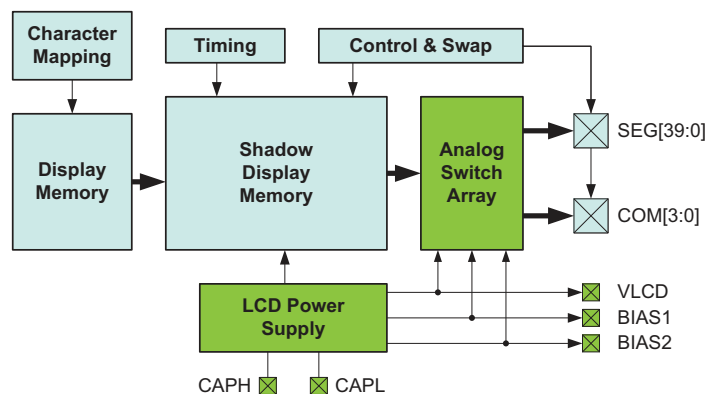 Character
Mapping
Timing
Control & Swap
Display
Memory
Shadow
Display
Memory
Analog
Switch
Array
SEG[39:0]
COM[3:0]
LCD Power
Supply
VLCD
BIAS1
BIAS2
CAPH
CAPL